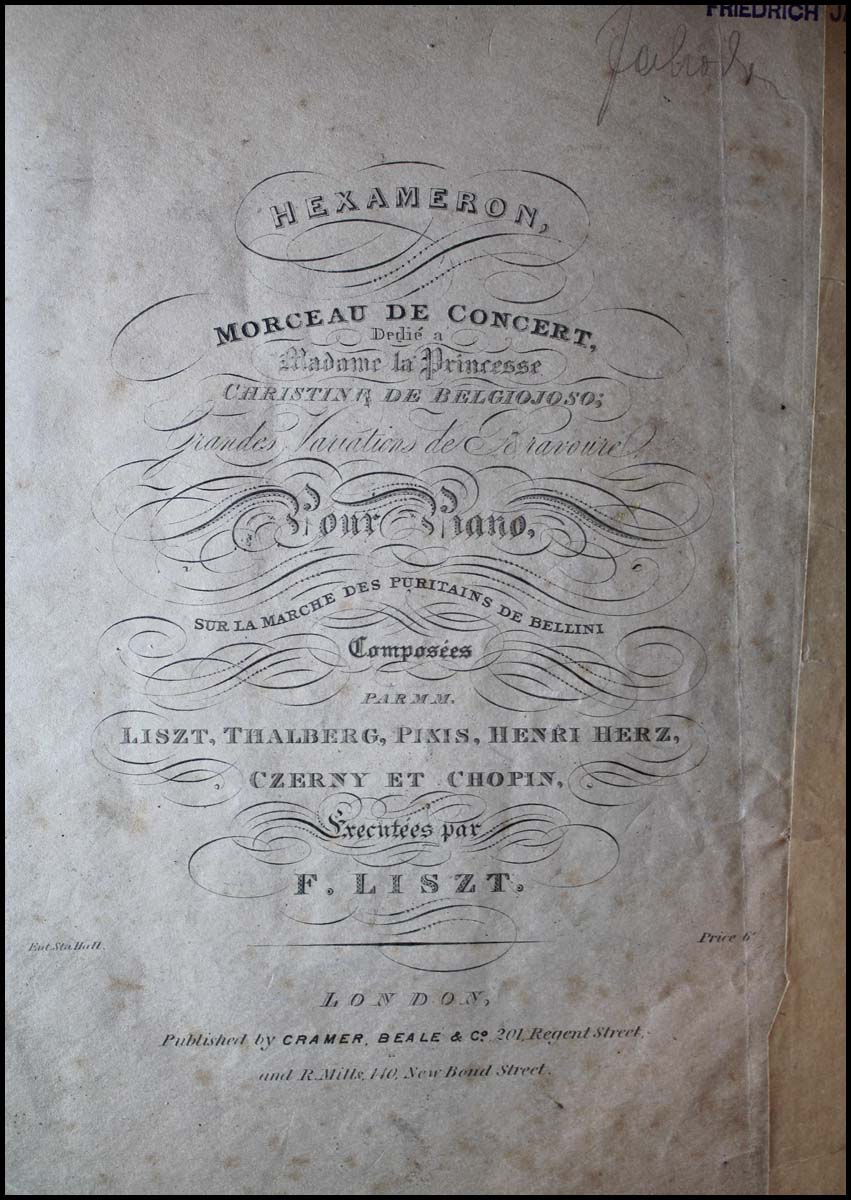 FRIEDRICH
HEXAMERON,
MORCEAU DE CONCERT,
Dedié a
Madame la Princesse
CHRISTINE DE BELGIOJOSO;
Grandes Variations de Bravoure
Pour Piano,
SUR LA MARCHE DES PURITAINS DE BELLINI
Composées
PAR M.M.
LISZT, THALBERG, PIXIS, HENRI HERZ,
CZERNY ET CHOPIN,
Executées par
F. LISZT.
Ent. Sta. Hall.
Price 6/
LONDON,
Published by CRAMER, BEALE & Co. 201, Regent Street,
and R. Mills, 140, New Bond Street.